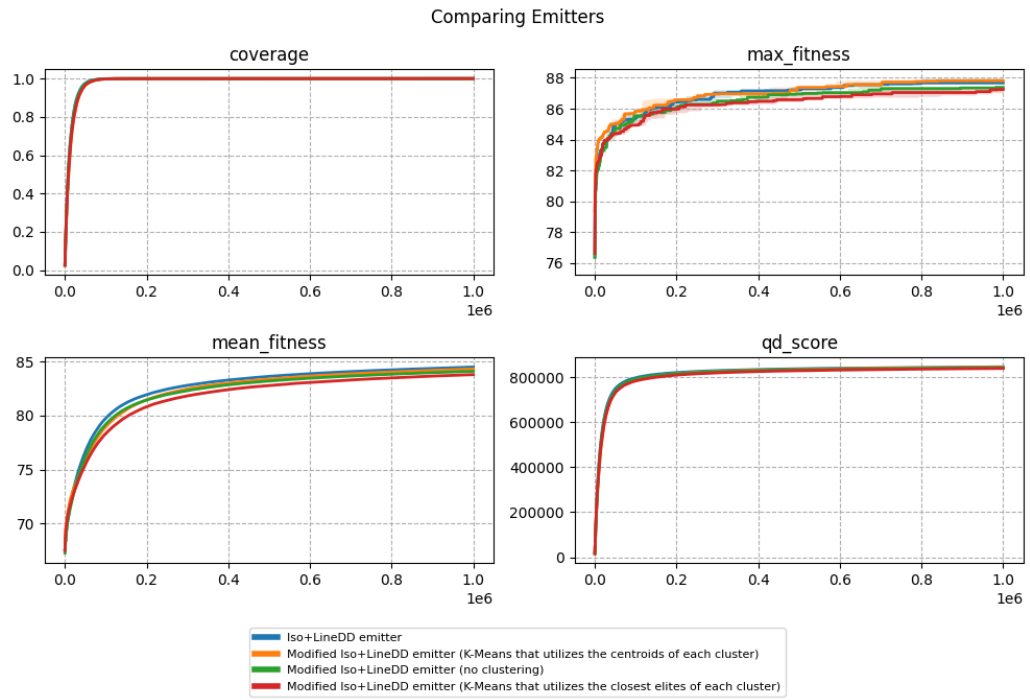 Comparing Emitters
coverage
1.0
0.8
0.6
0.4
0.2
0.0
0.0 0.2 0.4 0.6 0.8 1.0
1e6
max_fitness
88
86
84
82
80
78
76
0.0 0.2 0.4 0.6 0.8 1.0
1e6
mean_fitness
85
80
75
70
0.0 0.2 0.4 0.6 0.8 1.0
1e6
qd_score
800000
600000
400000
200000
0
0.0 0.2 0.4 0.6 0.8 1.0
1e6
Iso+LineDD emitter
Modified Iso+LineDD emitter (K-Means that utilizes the centroids of each cluster)
Modified Iso+LineDD emitter (no clustering)
Modified Iso+LineDD emitter (K-Means that utilizes the closest elites of each cluster)